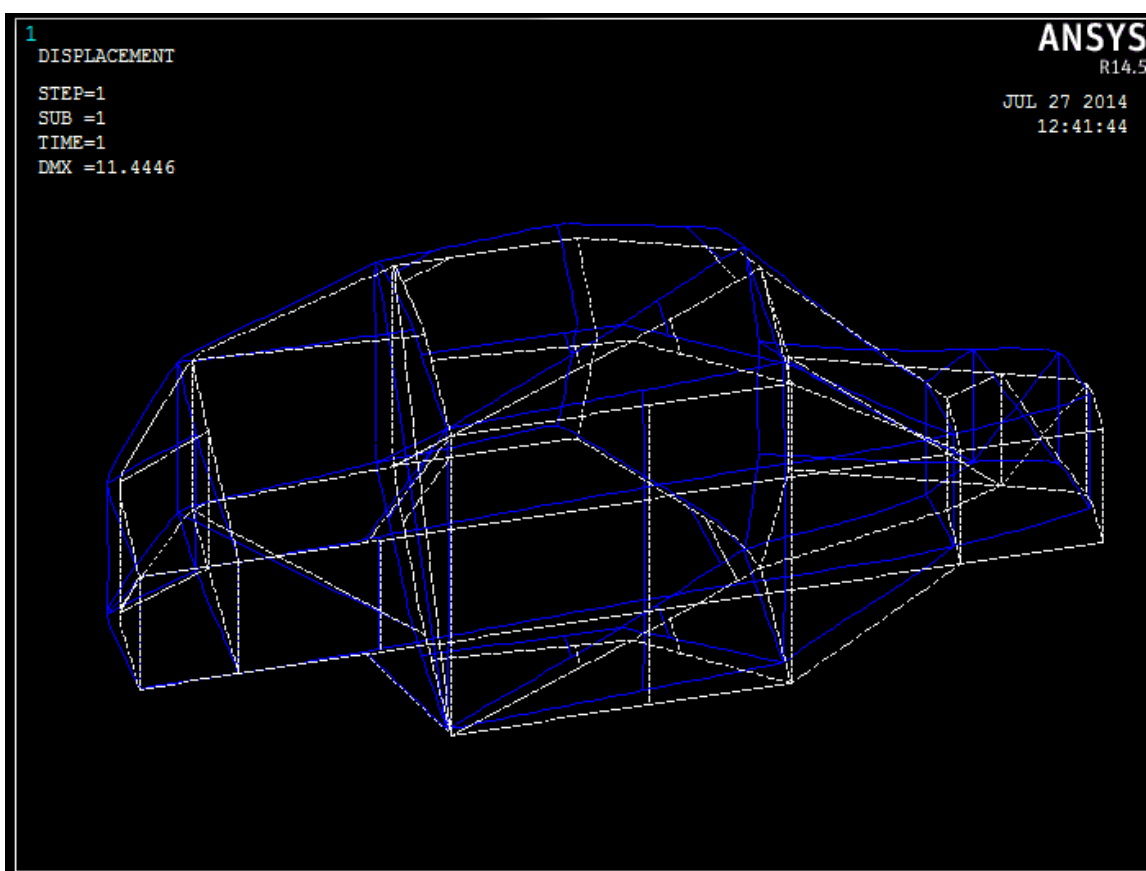 1
DISPLACEMENT
STEP=1
SUB =1
TIME=1
DMX =11.4446
ANSYS
R14.5
JUL 27 2014
12:41:44